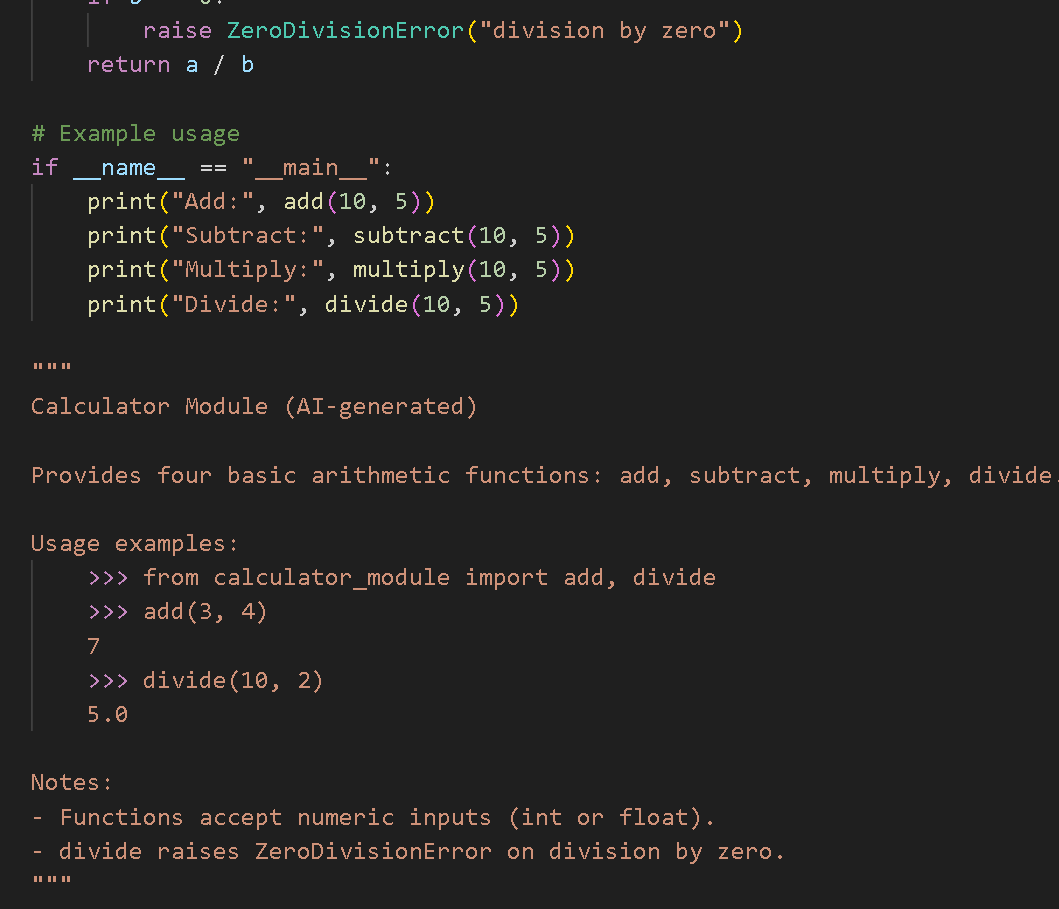 raise ZeroDivisionError("division by zero")
    return a / b

# Example usage
if __name__ == "__main__":
    print("Add:", add(10, 5))
    print("Subtract:", subtract(10, 5))
    print("Multiply:", multiply(10, 5))
    print("Divide:", divide(10, 5))

"""
Calculator Module (AI-generated)

Provides four basic arithmetic functions: add, subtract, multiply, divide.

Usage examples:
    >>> from calculator_module import add, divide
    >>> add(3, 4)
    7
    >>> divide(10, 2)
    5.0

Notes:
- Functions accept numeric inputs (int or float).
- divide raises ZeroDivisionError on division by zero.
"""